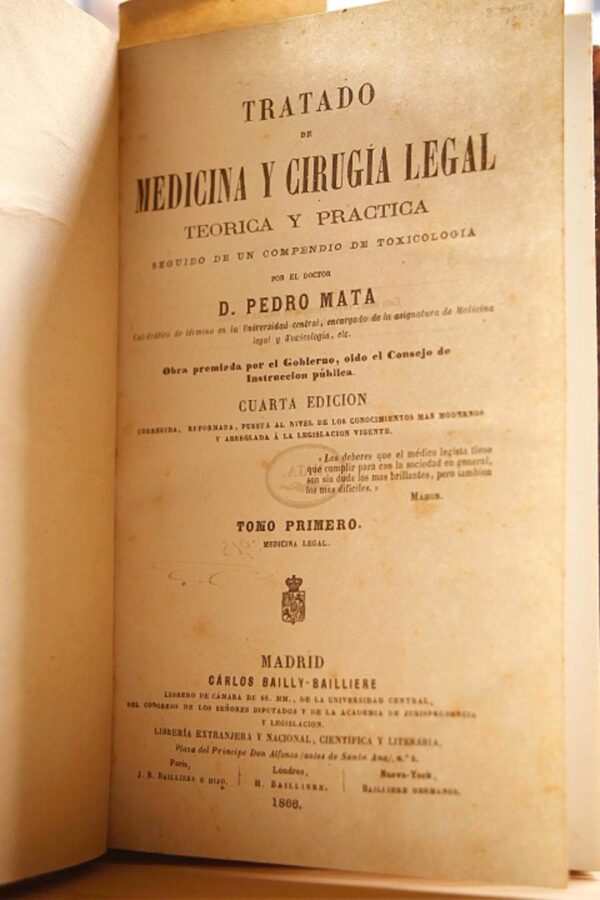 TRATADO
DE
MEDICINA Y CIRUGÍA LEGAL
TEORICA Y PRACTICA
SEGUIDO DE UN COMPENDIO DE TOXICOLOGÍA
POR EL DOCTOR
D. PEDRO MATA
Catedrático de término en la Universidad central, encargado de la asignatura de Medicina
legal y Toxicología, etc.
Obra premiada por el Gobierno, oido el Consejo de
Instruccion pública.
CUARTA EDICION
CORREGIDA, REFORMADA, PUESTA AL NIVEL DE LOS CONOCIMIENTOS MAS MODERNOS
Y ARREGLADA Á LA LEGISLACION VIGENTE.
«Los deberes que el médico legista tiene
que cumplir para con la sociedad en general,
son sin duda los mas brillantes, pero tambien
los mas difíciles.»
MAHON.
TOMO PRIMERO.
MEDICINA LEGAL.
MADRID
CÁRLOS BAILLY-BAILLIERE
LIBRERO DE CÁMARA DE SS. MM., DE LA UNIVERSIDAD CENTRAL,
DEL CONGRESO DE LOS SEÑORES DIPUTADOS Y DE LA ACADEMIA DE JURISPRUDENCIA
Y LEGISLACION.
LIBRERÍA EXTRANJERA Y NACIONAL, CIENTÍFICA Y LITERARIA.
Plaza del Príncipe Don Alfonso (antes de Santa Ana), n.° 8.
Paris, Lóndres, Nueva-York,
J. B. BAILLIERE É HIJO. H. BAILLIERE. BAILLIERE HERMANOS.
1866.